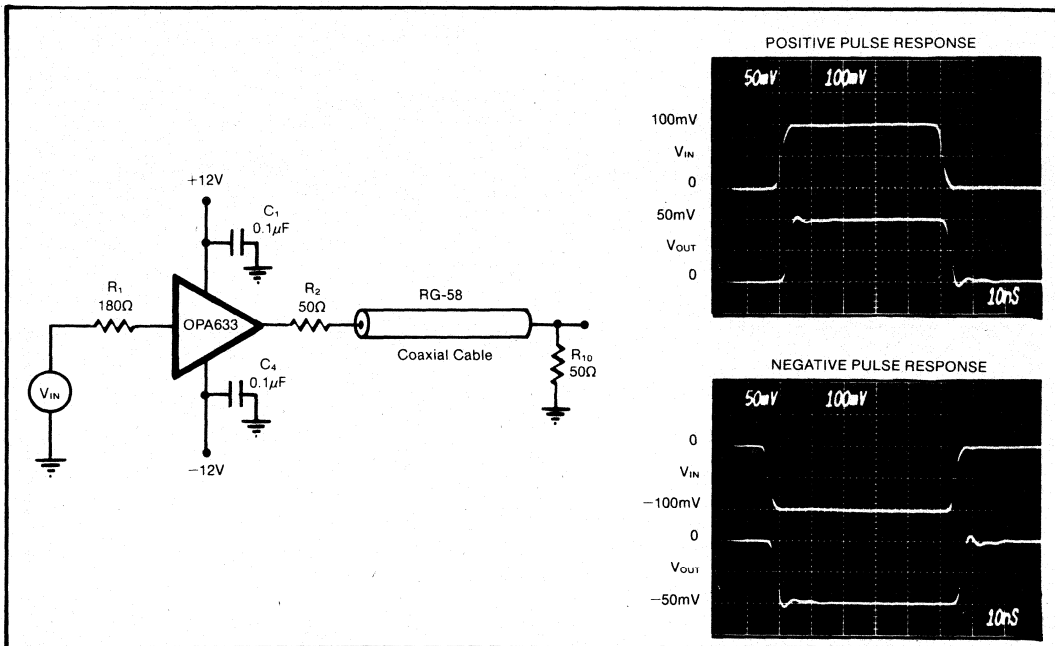 +12V
C1
0.1μF
R1
180Ω
OPA633
R2
50Ω
RG-58
Coaxial Cable
R10
50Ω
C4
0.1μF
VIN
−12V
POSITIVE PULSE RESPONSE
50mV 100mV
100mV
VIN
0
50mV
VOUT
0
10nS
NEGATIVE PULSE RESPONSE
50mV 100mV
0
VIN
−100mV
0
VOUT
−50mV
10nS